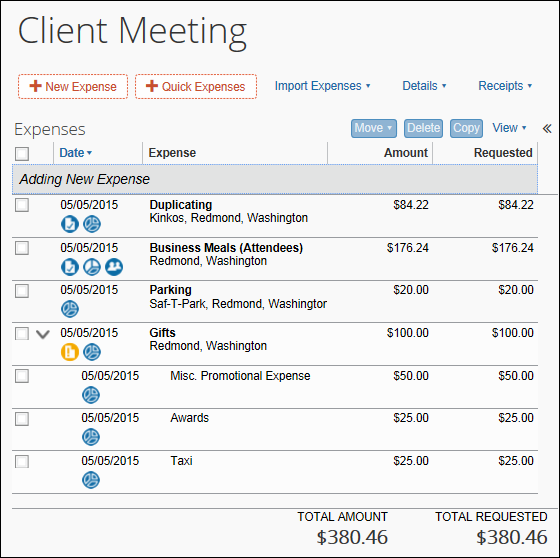 Client Meeting
New Expense Quick Expenses Import Expenses Details Receipts
Expenses Move Delete Copy View
Date Expense Amount Requested
Adding New Expense
05/05/2015 Duplicating $84.22 $84.22
Kinkos, Redmond, Washington
05/05/2015 Business Meals (Attendees) $176.24 $176.24
Redmond, Washington
05/05/2015 Parking $20.00 $20.00
Saf-T-Park, Redmond, Washingtor
05/05/2015 Gifts $100.00 $100.00
Redmond, Washington
05/05/2015 Misc. Promotional Expense $50.00 $50.00
05/05/2015 Awards $25.00 $25.00
05/05/2015 Taxi $25.00 $25.00
TOTAL AMOUNT TOTAL REQUESTED
$380.46 $380.46